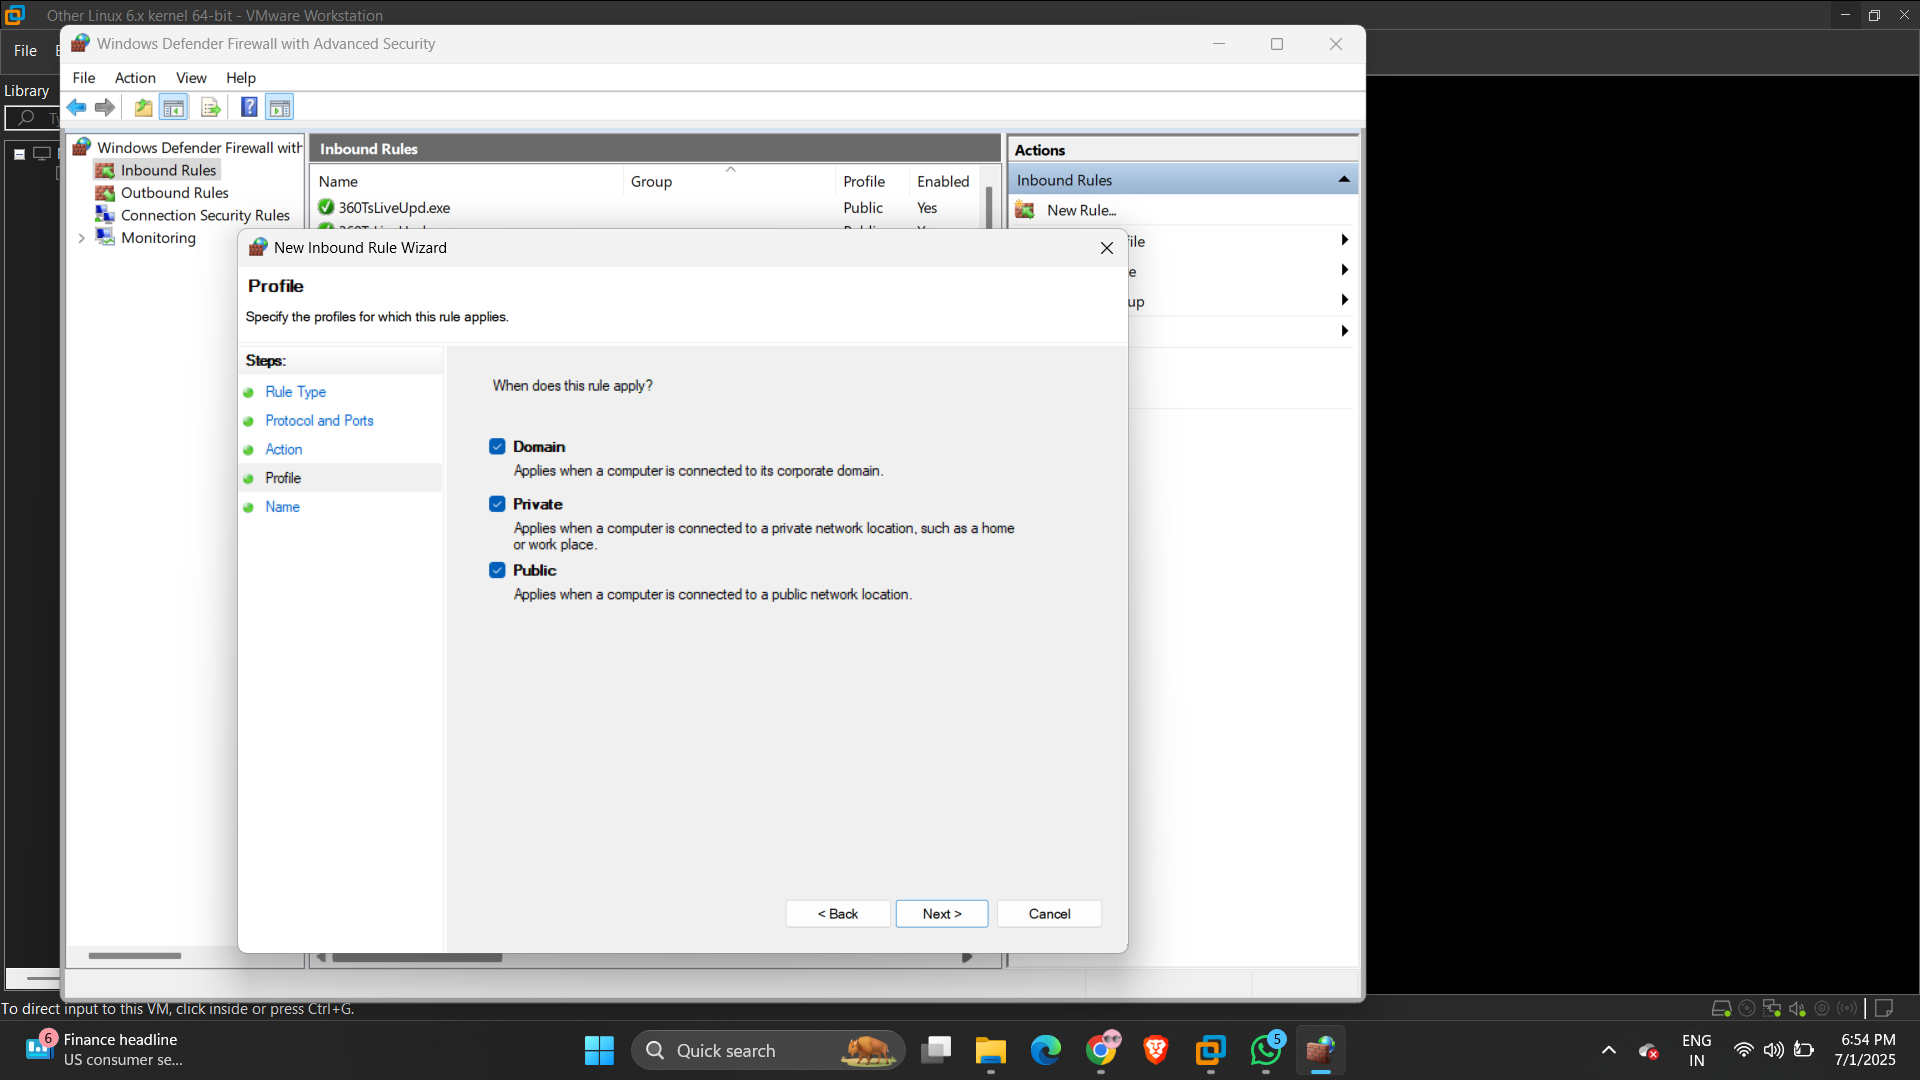 Other Linux 6.x kernel 64-bit - VMware Workstation
File
Library
Windows Defender Firewall with Advanced Security
File Action View Help
Windows Defender Firewall with
Inbound Rules
Outbound Rules
Connection Security Rules
Monitoring
Inbound Rules
Name Group Profile Enabled
360TsLiveUpd.exe Public Yes
Actions
Inbound Rules
New Rule...
file
e
up
New Inbound Rule Wizard
Profile
Specify the profiles for which this rule applies.
Steps:
Rule Type
Protocol and Ports
Action
Profile
Name
When does this rule apply?
Domain
Applies when a computer is connected to its corporate domain.
Private
Applies when a computer is connected to a private network location, such as a home
or work place.
Public
Applies when a computer is connected to a public network location.
< Back Next > Cancel
To direct input to this VM, click inside or press Ctrl+G.
6
Finance headline
US consumer se...
Quick search
5
ENG
IN
6:54 PM
7/1/2025